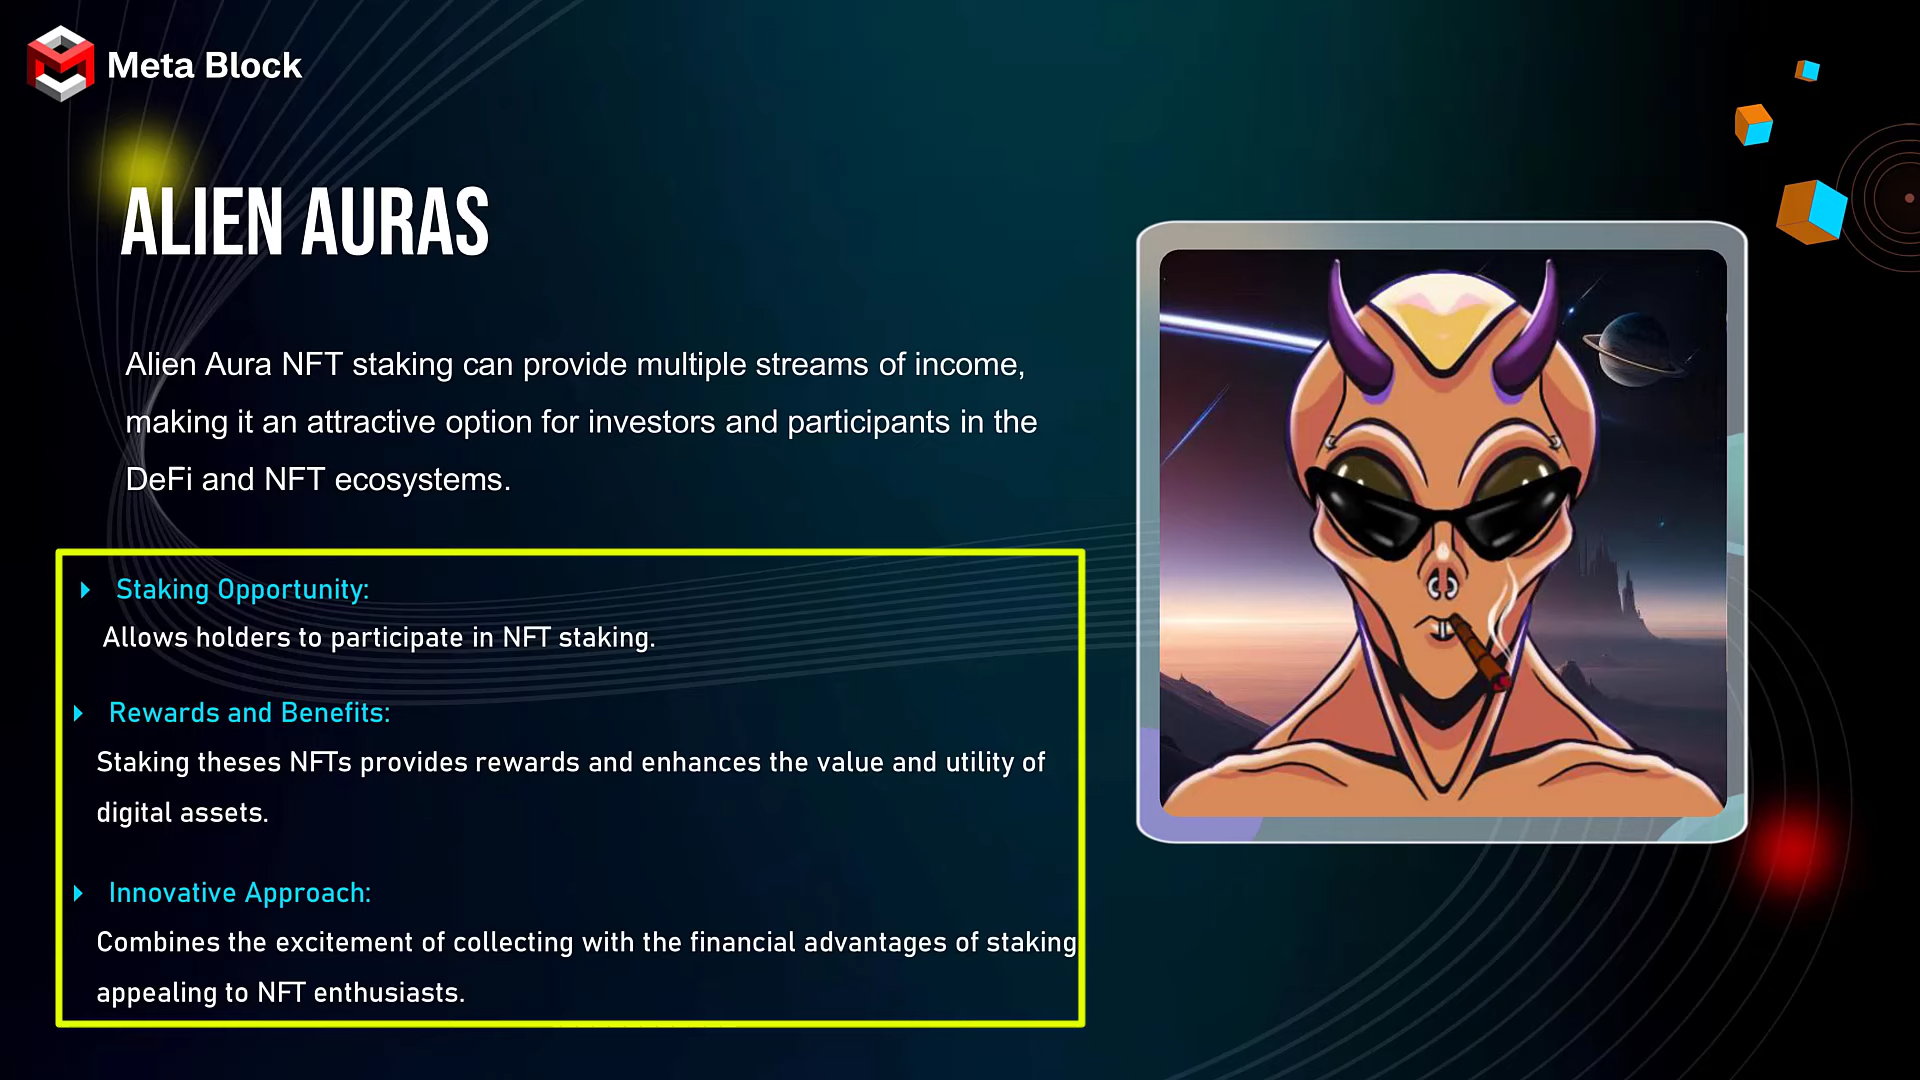 Meta Block
ALIEN AURAS
Alien Aura NFT staking can provide multiple streams of income,
making it an attractive option for investors and participants in the
DeFi and NFT ecosystems.
Staking Opportunity:
Allows holders to participate in NFT staking.
Rewards and Benefits:
Staking theses NFTs provides rewards and enhances the value and utility of
digital assets.
Innovative Approach:
Combines the excitement of collecting with the financial advantages of staking
appealing to NFT enthusiasts.